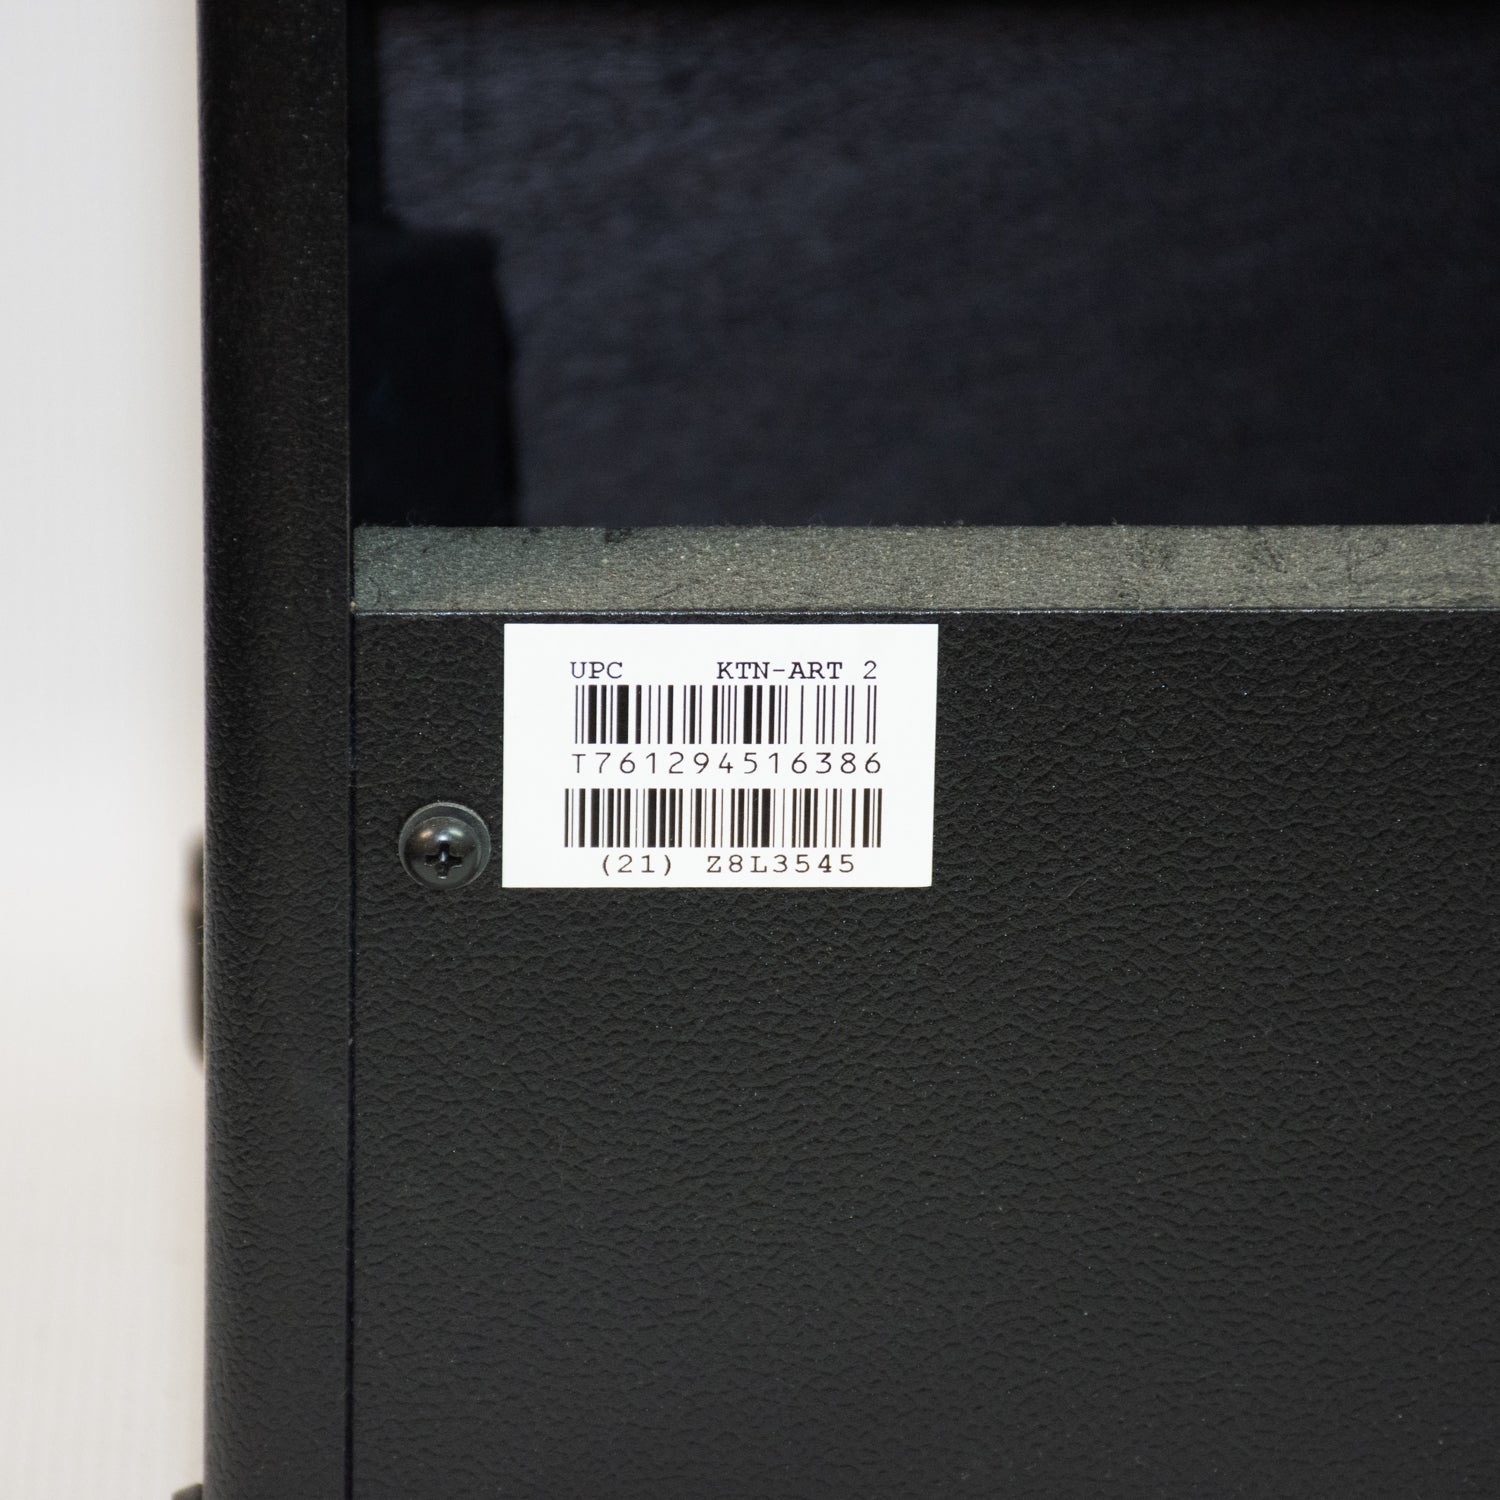 UPC KTN-ART 2
T761294516386
(21) Z8L3545